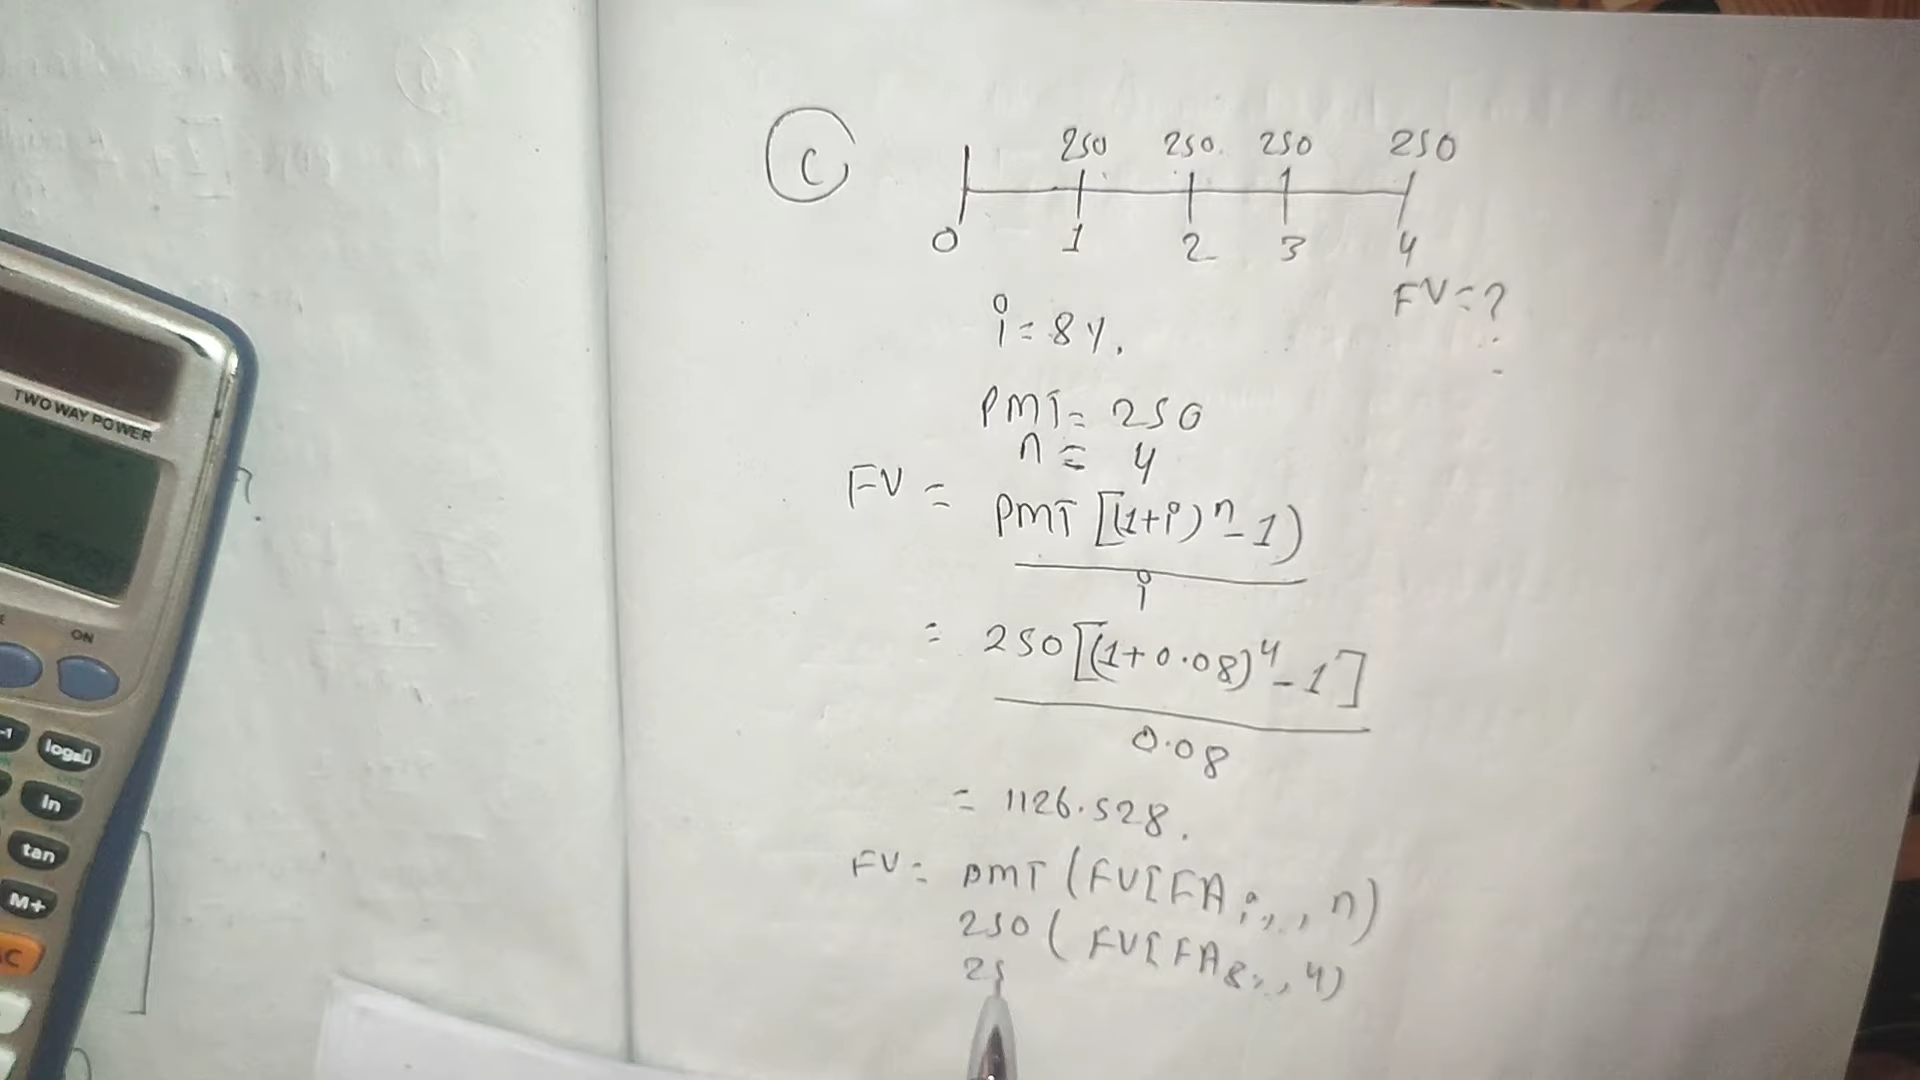 C
250 250. 250 250
0 1 2 3 4
FV=?
i=8%.
PMT= 250
n= 4
FV = PMT [(1+i)^n-1)
i
= 250[(1+0.08)^4-1]
0.08
= 1126.528.
FV= PMT (FVIFA i%, n)
250 ( FVIFA 8%, 4)
25
TWO WAY POWER
ON
log
ln
tan
M+